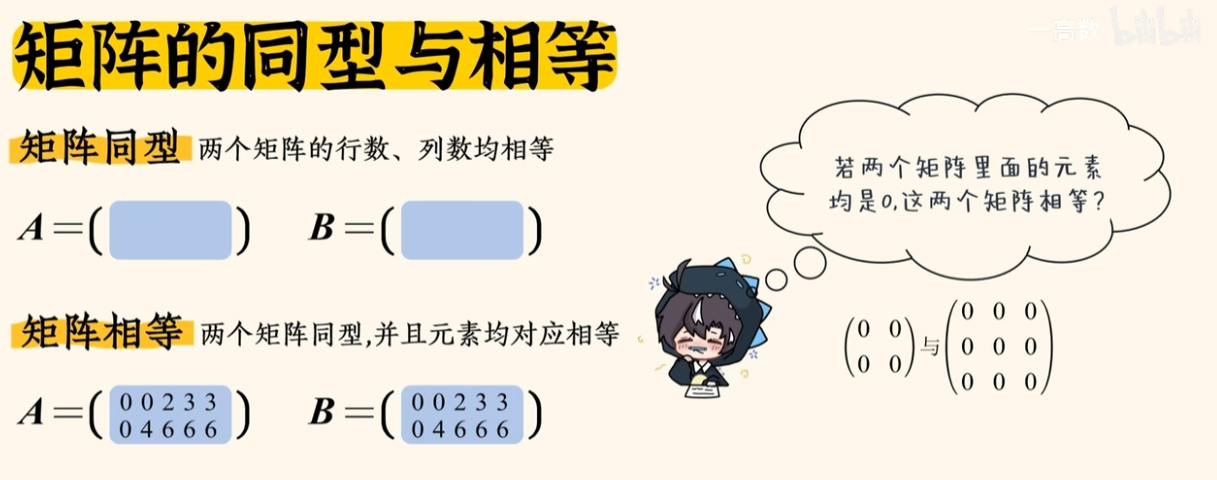 一高数 bilibili
矩阵的同型与相等
矩阵同型 两个矩阵的行数、列数均相等
A=( ) B=( )
矩阵相等 两个矩阵同型,并且元素均对应相等
A=( 0 0 2 3 3 ) B=( 0 0 2 3 3 )
0 4 6 6 6 0 4 6 6 6
若两个矩阵里面的元素
均是0,这两个矩阵相等?
0 0 与 0 0 0
0 0 0 0 0
0 0 0